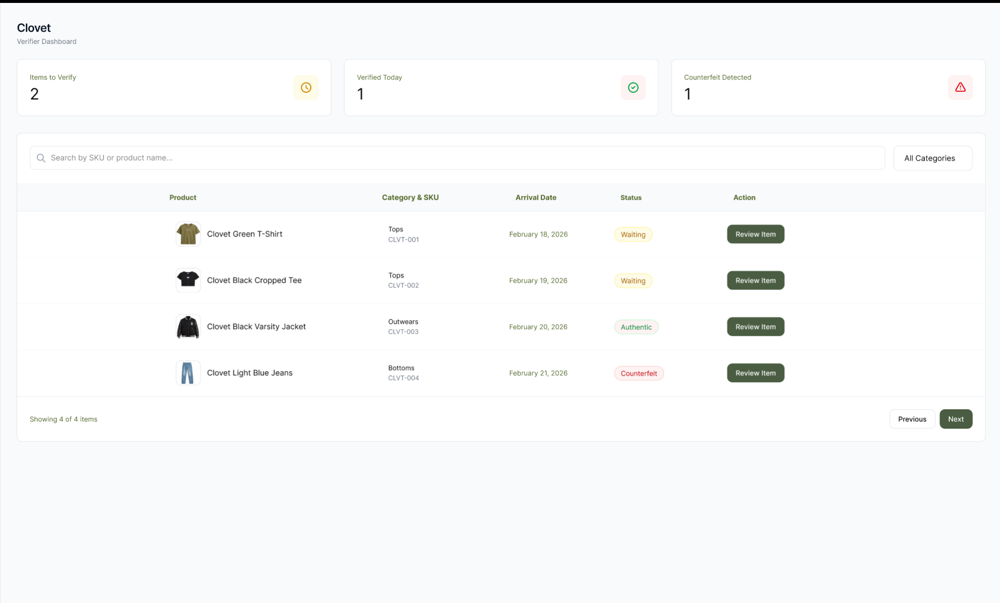 Clovet
Verifier Dashboard
Items to Verify
2
Verified Today
1
Counterfeit Detected
1
Search by SKU or product name...
All Categories
Product Category & SKU Arrival Date Status Action
Clovet Green T-Shirt
Tops
CLVT-001
February 18, 2026
Waiting
Review Item
Clovet Black Cropped Tee
Tops
CLVT-002
February 19, 2026
Waiting
Review Item
Clovet Black Varsity Jacket
Outwears
CLVT-003
February 20, 2026
Authentic
Review Item
Clovet Light Blue Jeans
Bottoms
CLVT-004
February 21, 2026
Counterfeit
Review Item
Showing 4 of 4 items
Previous
Next